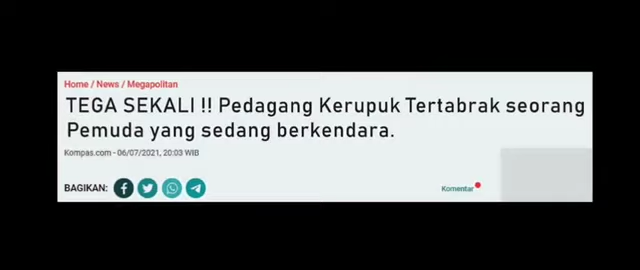 Home / News / Megapolitan
TEGA SEKALI !! Pedagang Kerupuk Tertabrak seorang
Pemuda yang sedang berkendara.
Kompas.com - 06/07/2021, 20:03 WIB
BAGIKAN:
Komentar